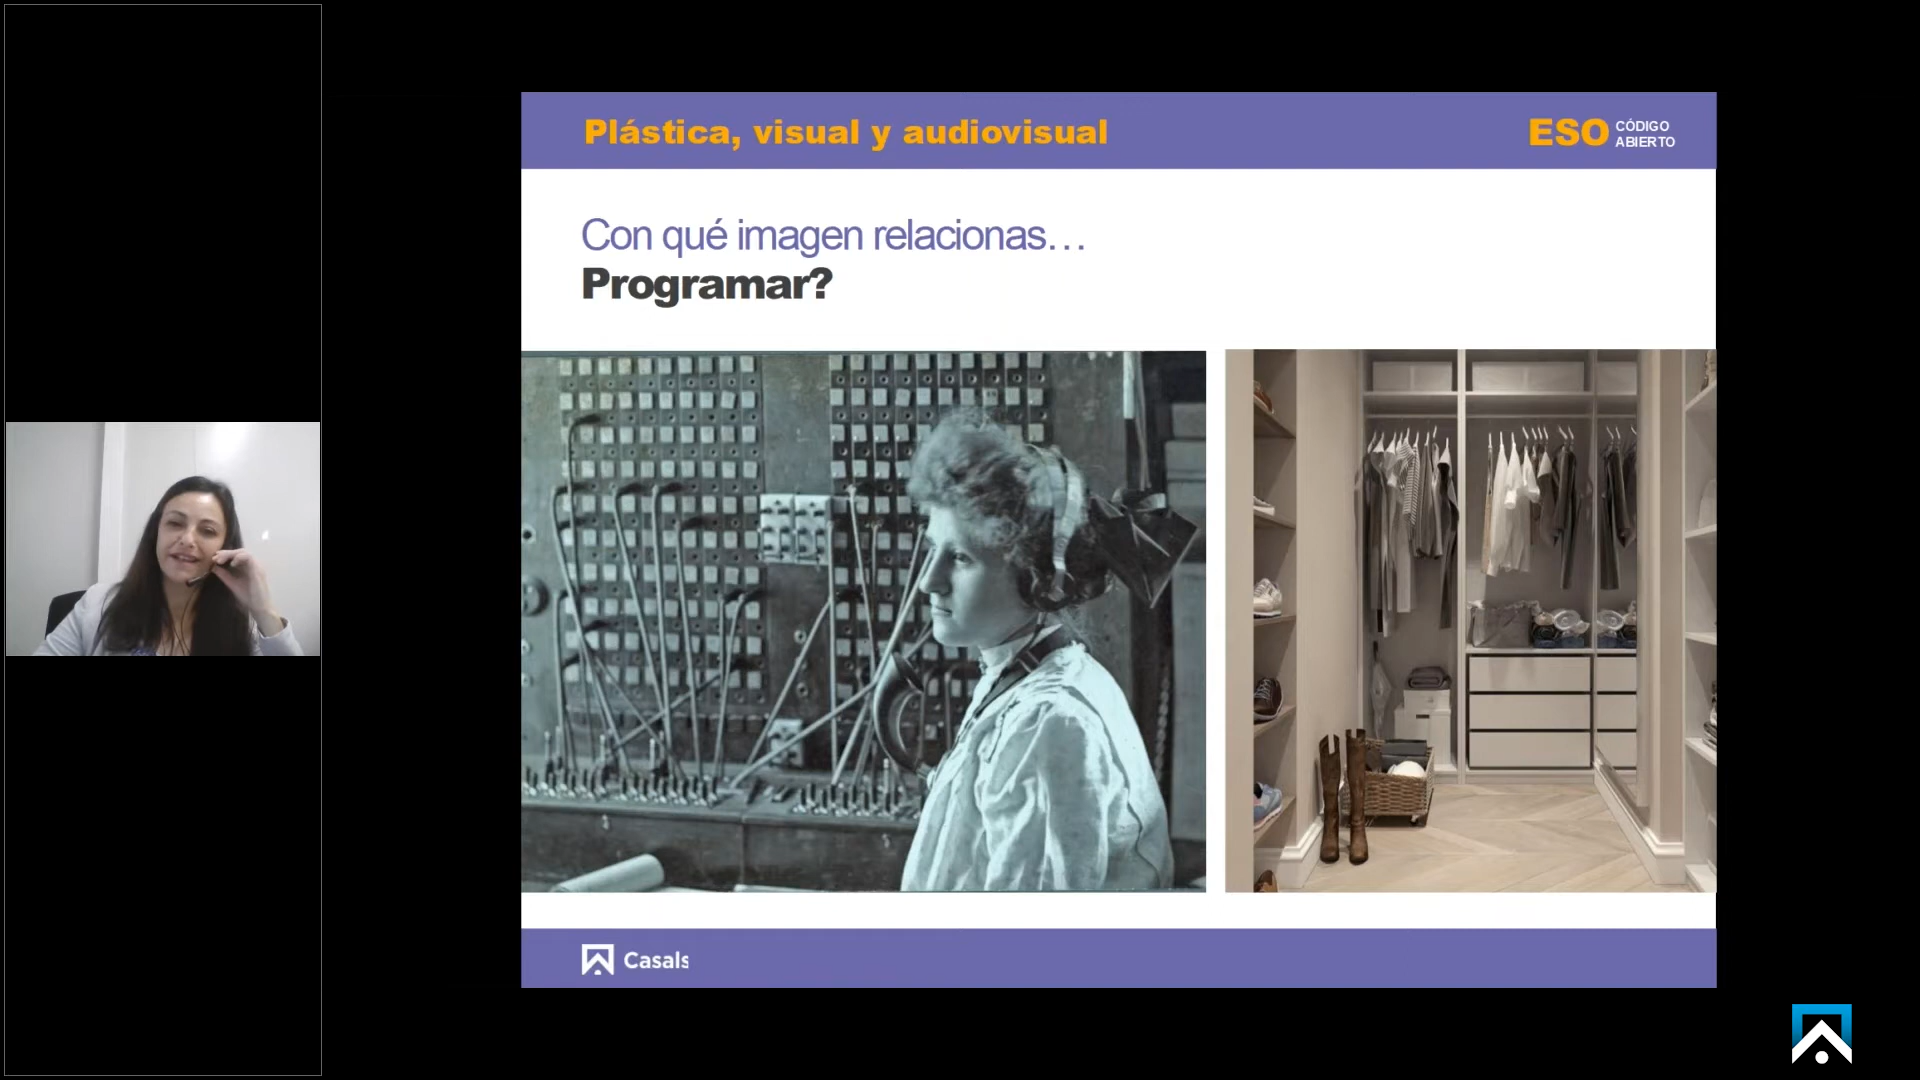 Plástica, visual y audiovisual
ESO CÓDIGO
ABIERTO
Con qué imagen relacionas…
Programar?
Casals